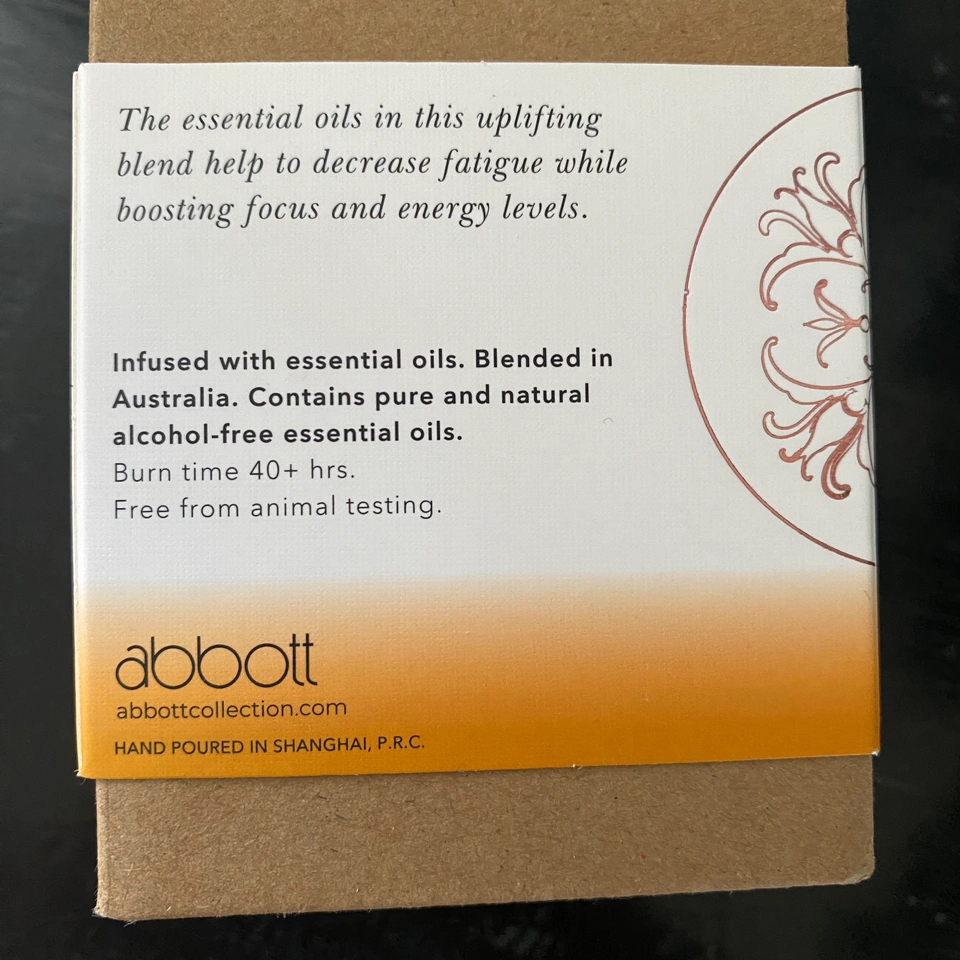 The essential oils in this uplifting
blend help to decrease fatigue while
boosting focus and energy levels.
Infused with essential oils. Blended in
Australia. Contains pure and natural
alcohol-free essential oils.
Burn time 40+ hrs.
Free from animal testing.
abbott
abbottcollection.com
HAND POURED IN SHANGHAI, P.R.C.